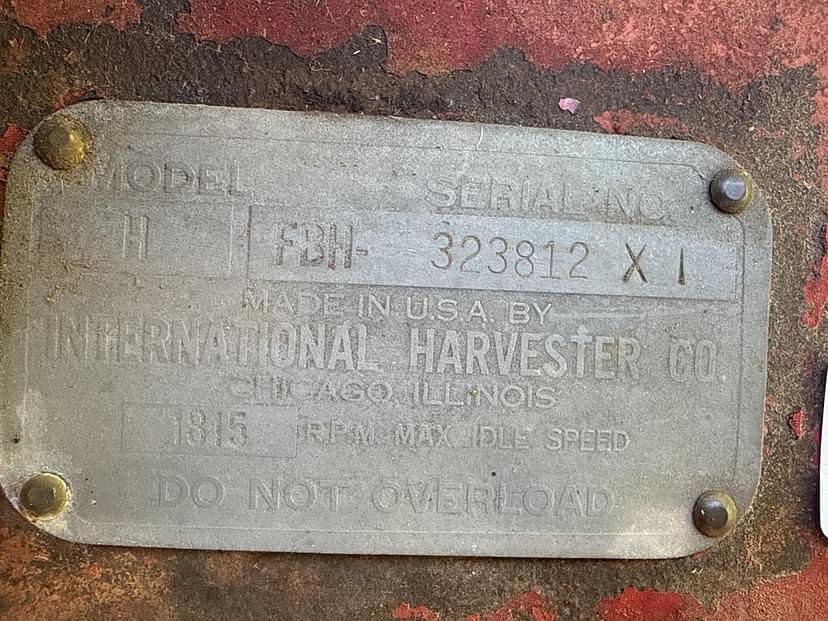 MODEL SERIAL NO.
H FBH- 323812 X 1
MADE IN U.S.A. BY
INTERNATIONAL HARVESTER CO.
CHICAGO, ILLINOIS
1815 R.P.M. MAX. IDLE SPEED
DO NOT OVERLOAD